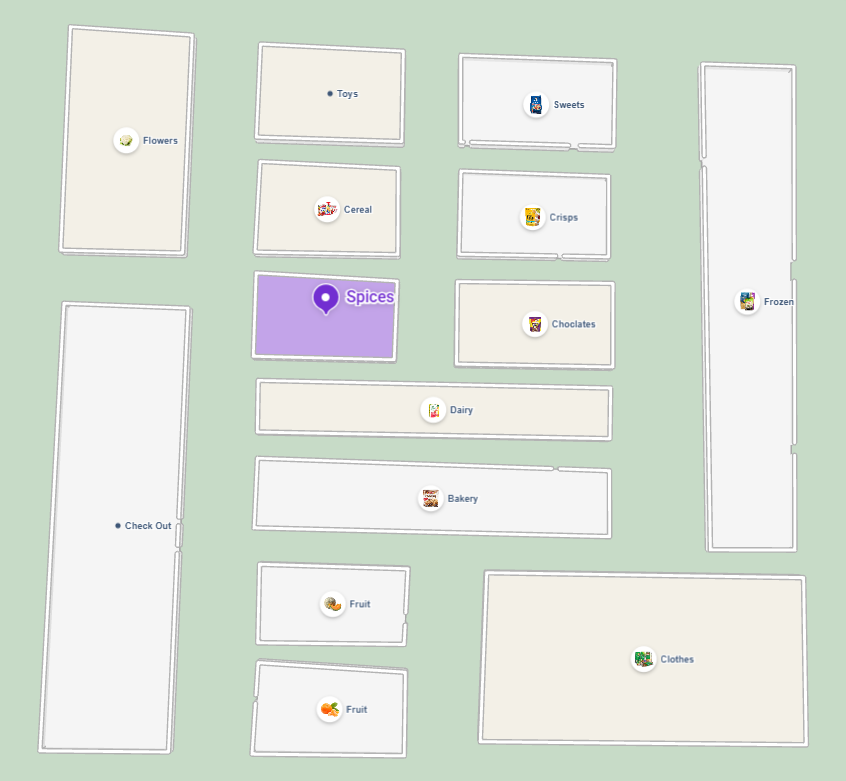 Toys
Sweets
Flowers
Cereal
Crisps
Spices
Frozen
Choclates
Dairy
Bakery
Check Out
Fruit
Clothes
Fruit